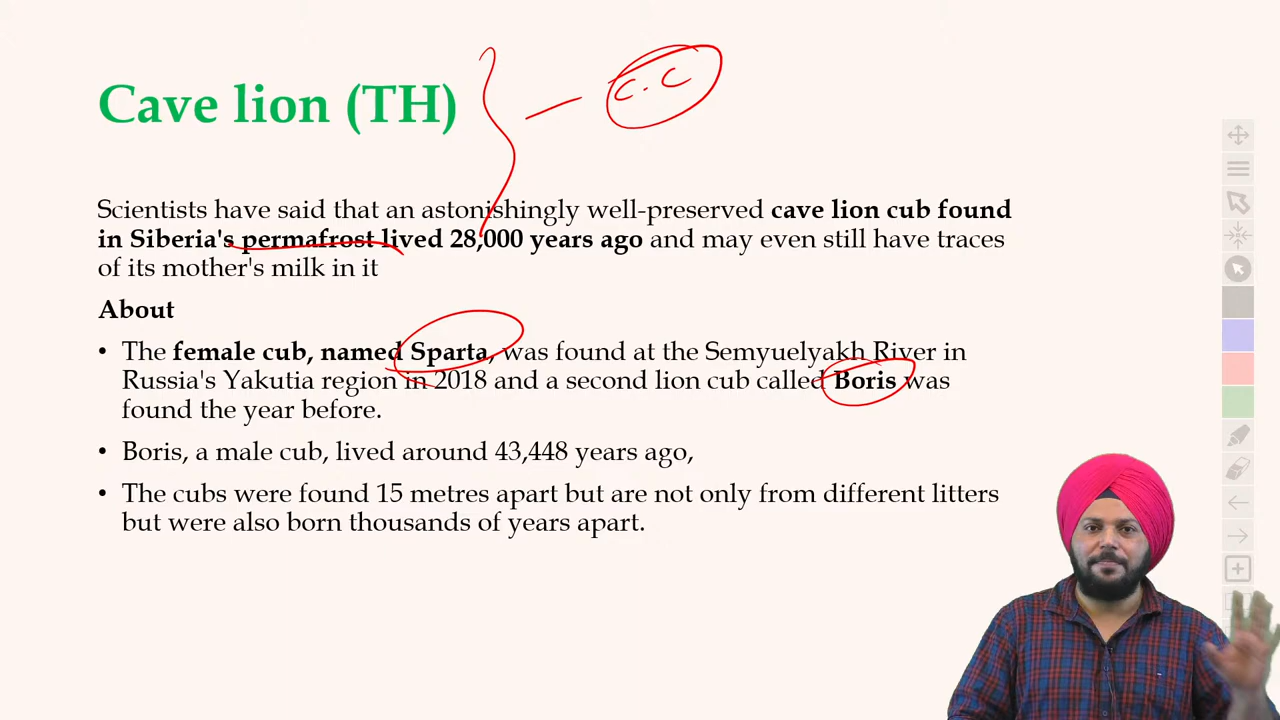 Cave lion (TH)
C.C
Scientists have said that an astonishingly well-preserved cave lion cub found
in Siberia's permafrost lived 28,000 years ago and may even still have traces
of its mother's milk in it
About
• The female cub, named Sparta, was found at the Semyuelyakh River in
Russia's Yakutia region in 2018 and a second lion cub called Boris was
found the year before.
• Boris, a male cub, lived around 43,448 years ago,
• The cubs were found 15 metres apart but are not only from different litters
but were also born thousands of years apart.